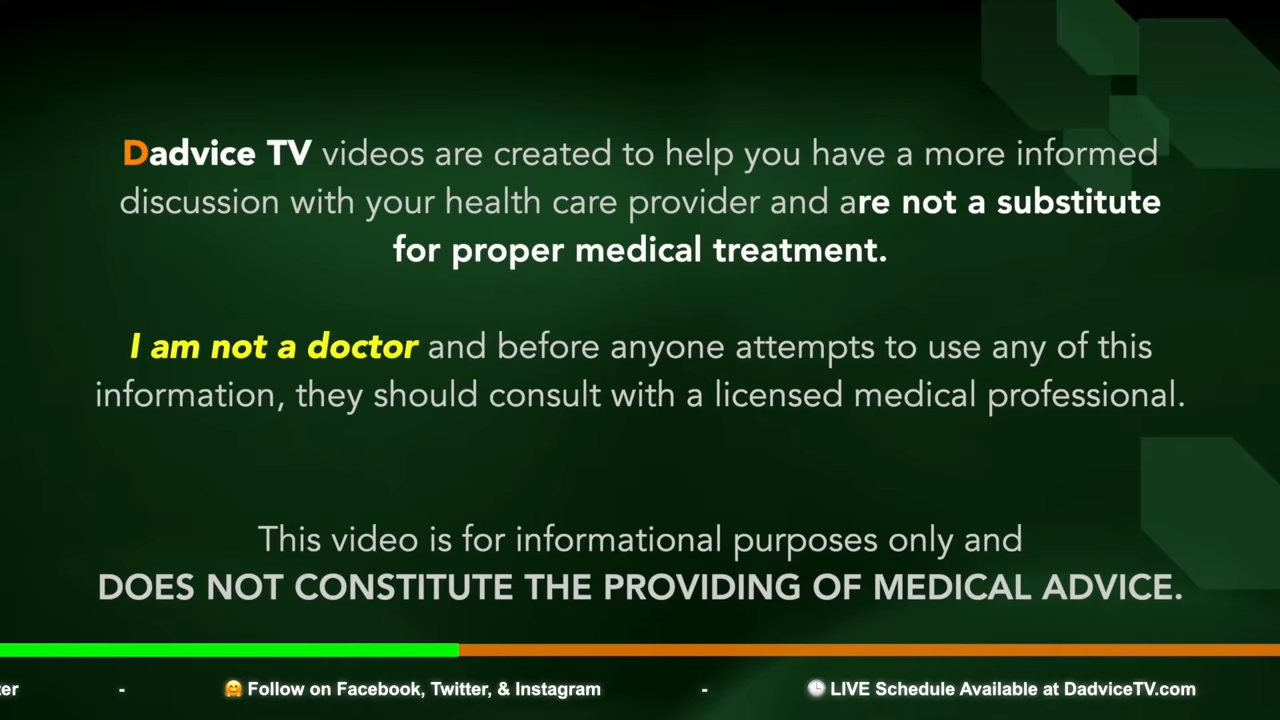 Dadvice TV videos are created to help you have a more informed
discussion with your health care provider and are not a substitute
for proper medical treatment.
I am not a doctor and before anyone attempts to use any of this
information, they should consult with a licensed medical professional.
This video is for informational purposes only and
DOES NOT CONSTITUTE THE PROVIDING OF MEDICAL ADVICE.
ter - 🤗 Follow on Facebook, Twitter, & Instagram - 🕒 LIVE Schedule Available at DadviceTV.com